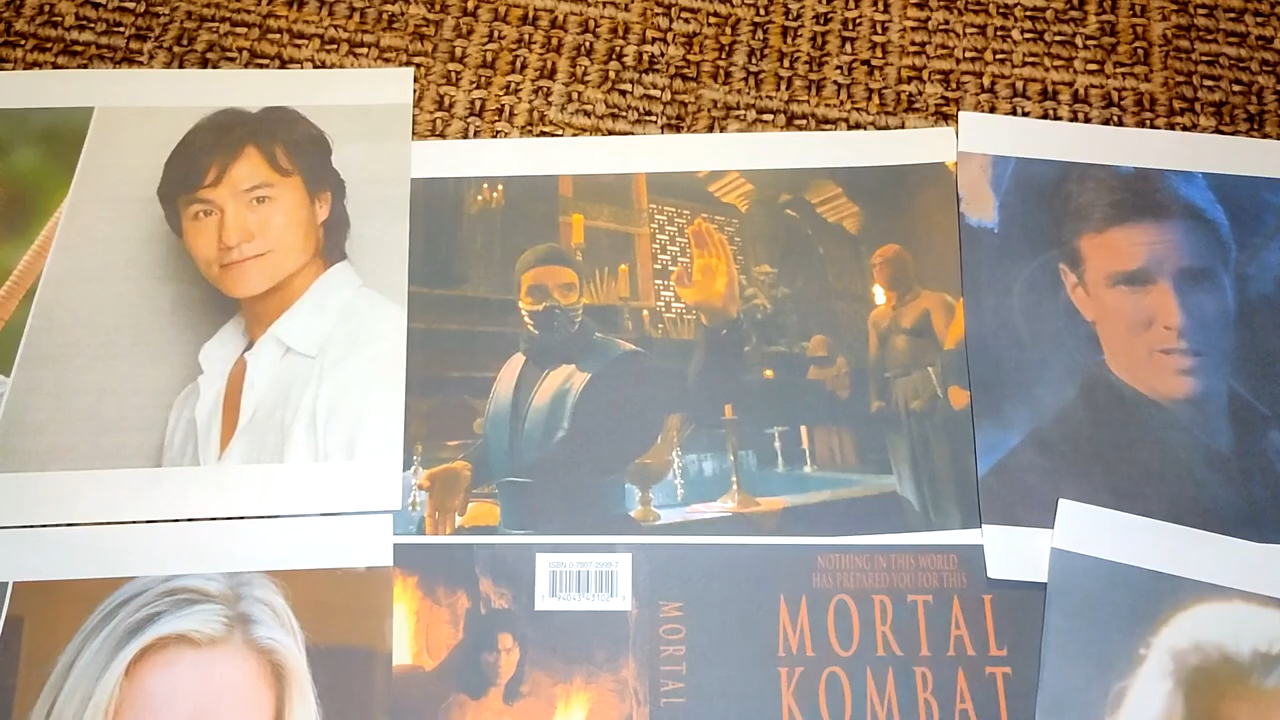 ISBN 0-7907-2999-7
MORTAL
NOTHING IN THIS WORLD
HAS PREPARED YOU FOR THIS
MORTAL
KOMBAT